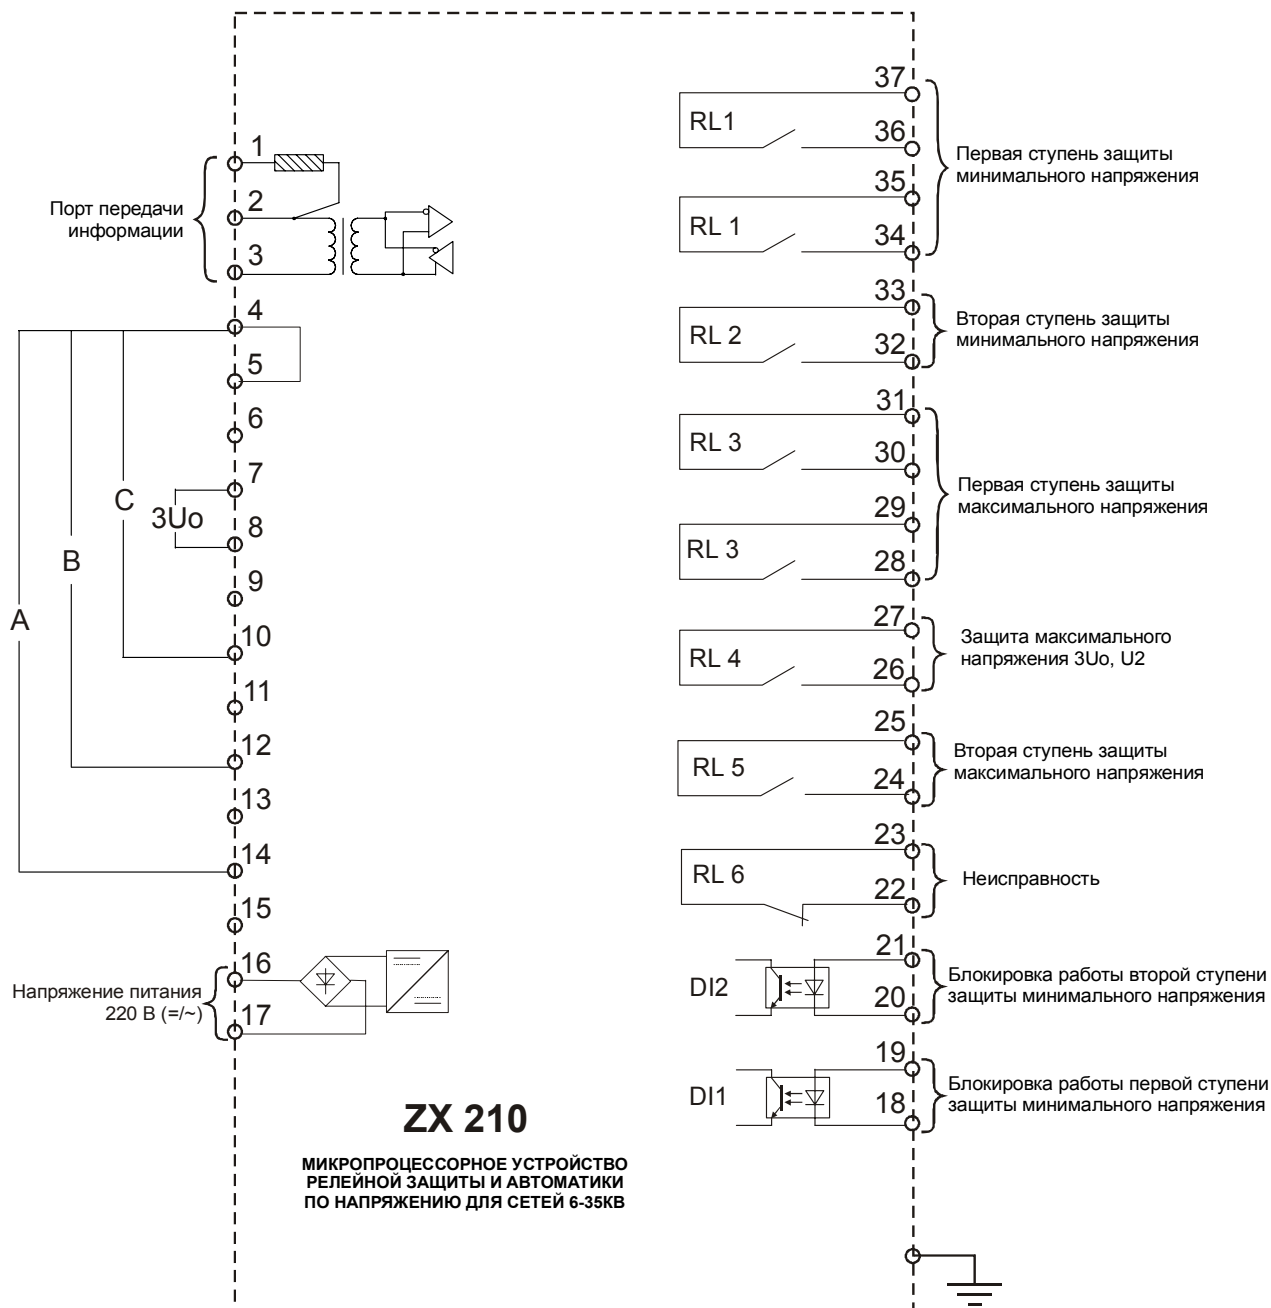 1
2
3
Порт передачи
информации
4
5
6
7
3Uo
8
9
10
11
12
13
14
15
16
17
A
B
C
Напряжение питания
220 В (=/~)
37
RL1
36
35
RL 1
34
Первая ступень защиты
минимального напряжения
33
RL 2
32
Вторая ступень защиты
минимального напряжения
31
RL 3
30
29
RL 3
28
Первая ступень защиты
максимального напряжения
27
RL 4
26
Защита максимального
напряжения 3Uo, U2
25
RL 5
24
Вторая ступень защиты
максимального напряжения
23
RL 6
22
Неисправность
21
DI2
20
Блокировка работы второй ступени
защиты минимального напряжения
19
DI1
18
Блокировка работы первой ступени
защиты минимального напряжения
ZX 210
МИКРОПРОЦЕССОРНОЕ УСТРОЙСТВО
РЕЛЕЙНОЙ ЗАЩИТЫ И АВТОМАТИКИ
ПО НАПРЯЖЕНИЮ ДЛЯ СЕТЕЙ 6-35КВ